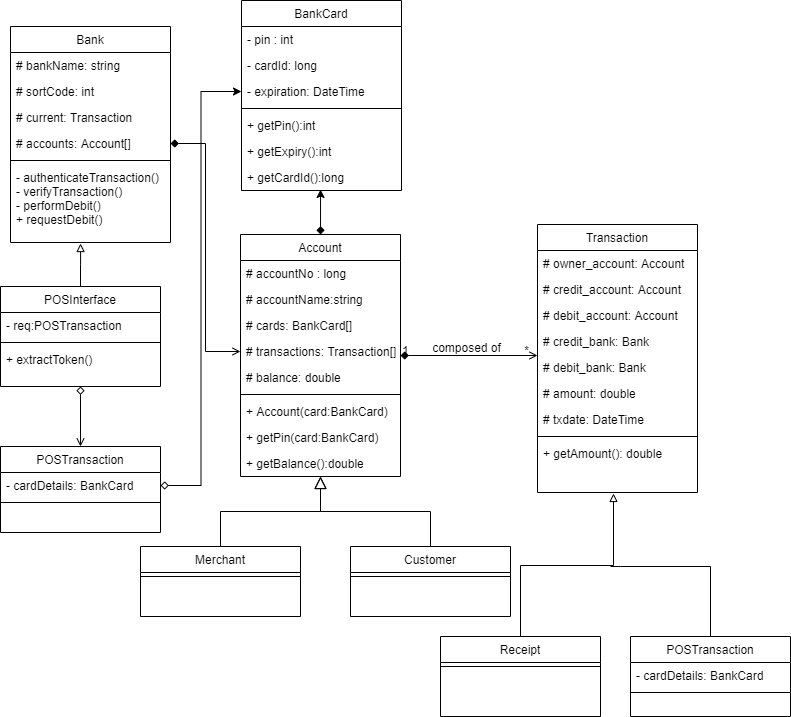 BankCard
- pin : int
- cardId: long
- expiration: DateTime
+ getPin():int
+ getExpiry():int
+ getCardId():long
Bank
# bankName: string
# sortCode: int
# current: Transaction
# accounts: Account[]
- authenticateTransaction()
- verifyTransaction()
- performDebit()
+ requestDebit()
POSInterface
- req:POSTransaction
+ extractToken()
POSTransaction
- cardDetails: BankCard
Account
# accountNo : long
# accountName:string
# cards: BankCard[]
# transactions: Transaction[]
# balance: double
+ Account(card:BankCard)
+ getPin(card:BankCard)
+ getBalance():double
1
composed of
*
Transaction
# owner_account: Account
# credit_account: Account
# debit_account: Account
# credit_bank: Bank
# debit_bank: Bank
# amount: double
# txdate: DateTime
+ getAmount(): double
Merchant
Customer
Receipt
POSTransaction
- cardDetails: BankCard